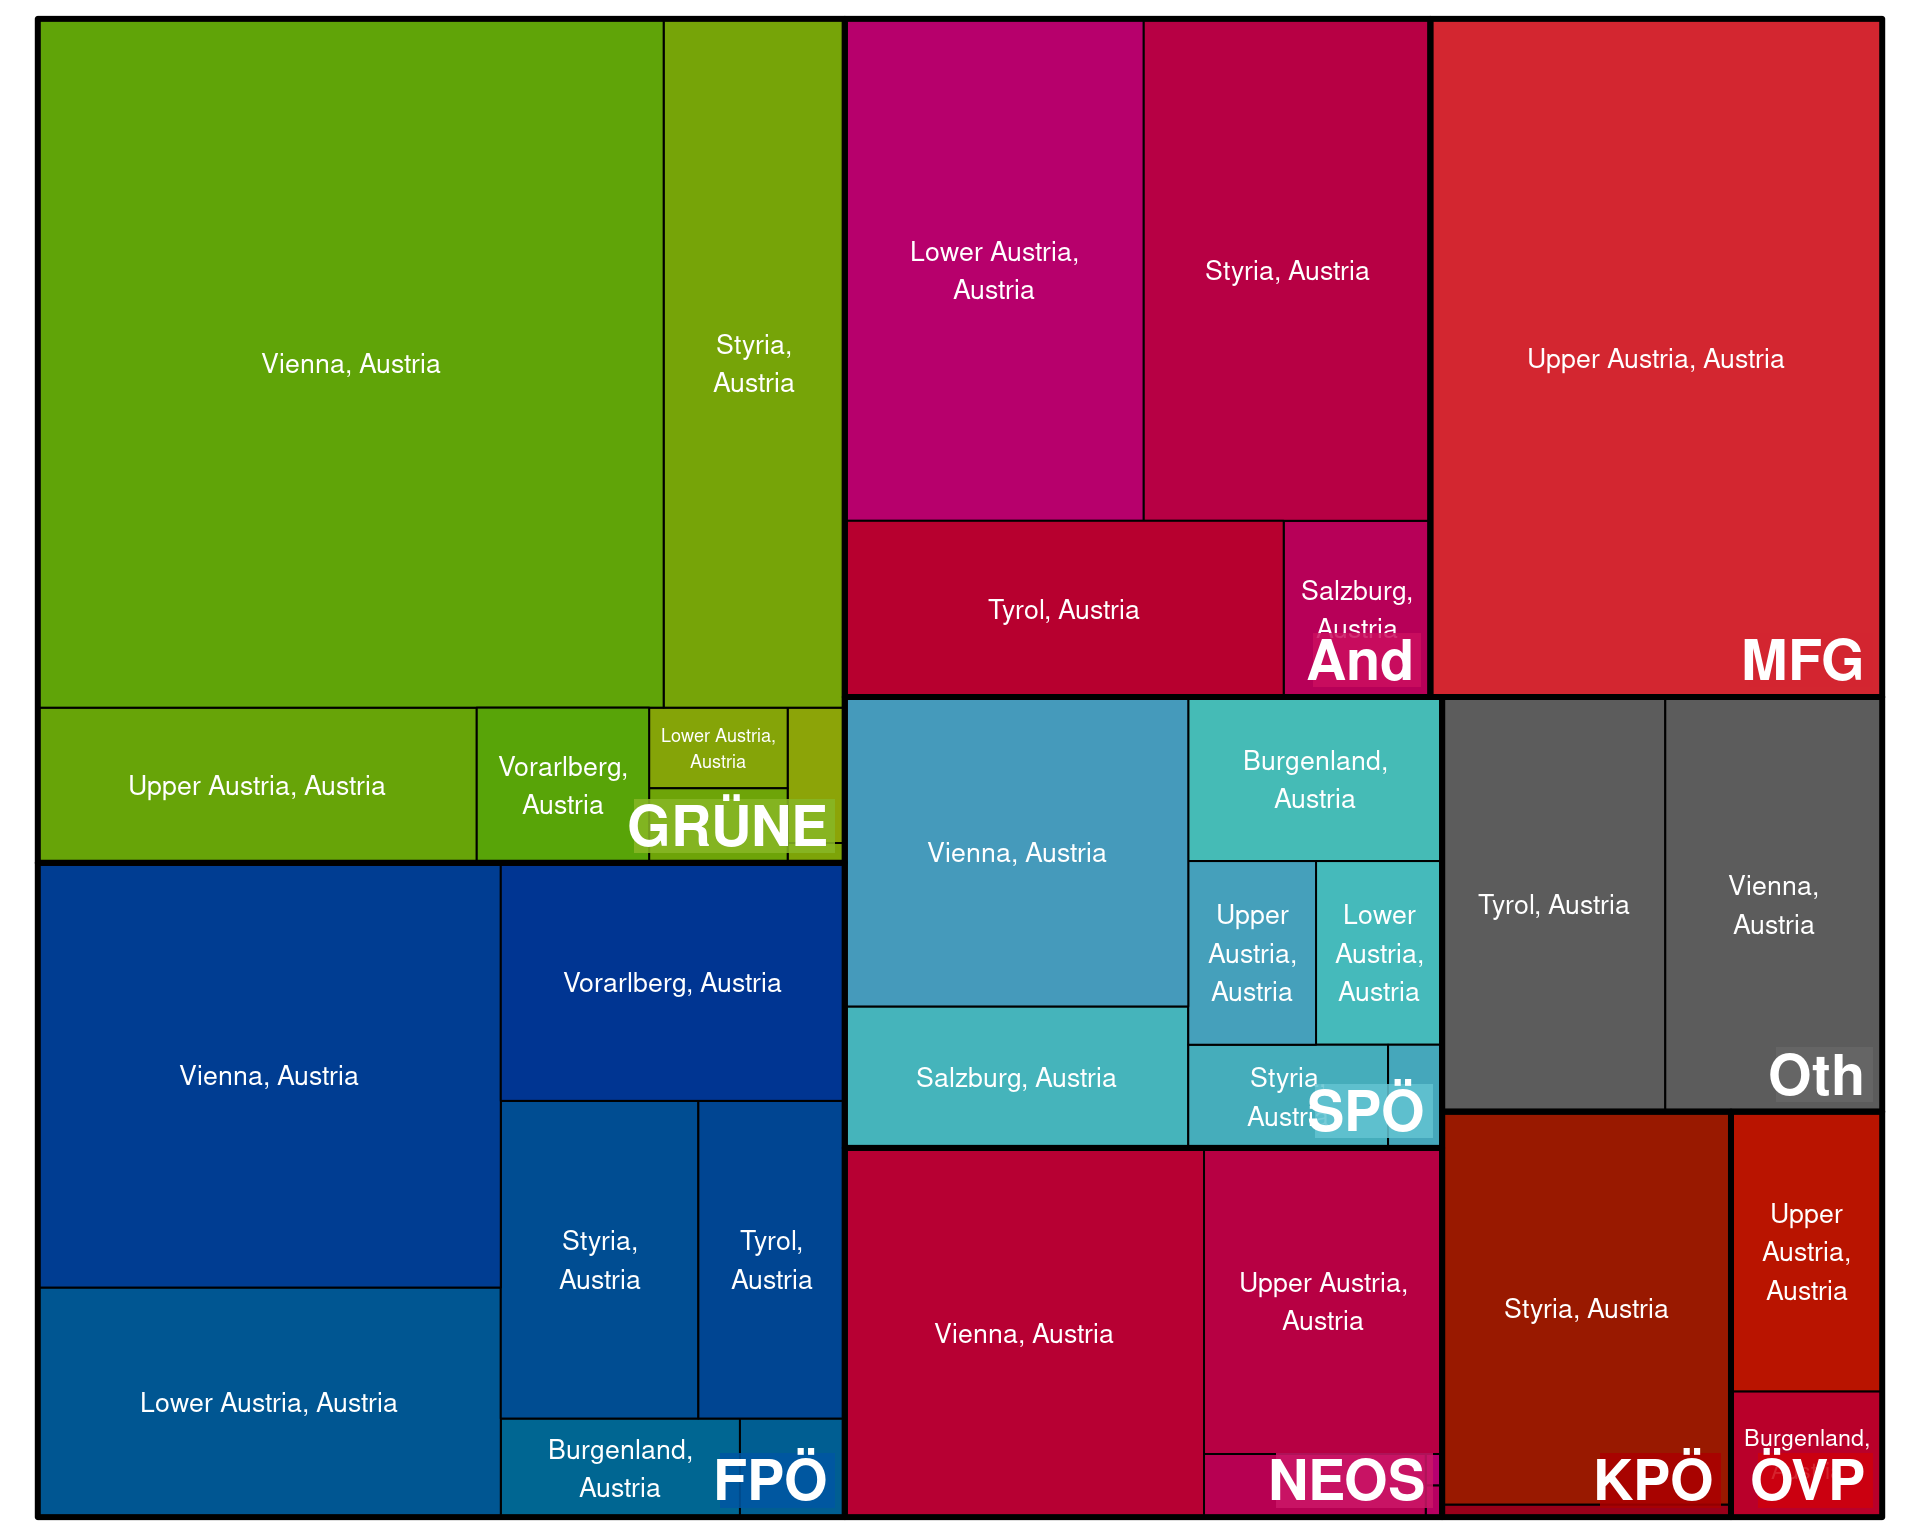 Vienna, Austria
Styria,
Austria
Upper Austria, Austria
Vorarlberg,
Austria
Lower Austria,
Austria
GRÜNE
Lower Austria,
Austria
Styria, Austria
Tyrol, Austria
Salzburg,
Austria
And
Upper Austria, Austria
MFG
Vienna, Austria
Vorarlberg, Austria
Styria,
Austria
Tyrol,
Austria
Lower Austria, Austria
Burgenland,
Austria
FPÖ
Vienna, Austria
Burgenland,
Austria
Upper
Austria,
Austria
Lower
Austria,
Austria
Salzburg, Austria
Styria,
Austria
SPÖ
Tyrol, Austria
Vienna,
Austria
Oth
Vienna, Austria
Upper Austria,
Austria
NEOS
Styria, Austria
KPÖ
Upper
Austria,
Austria
Burgenland,
ÖVP